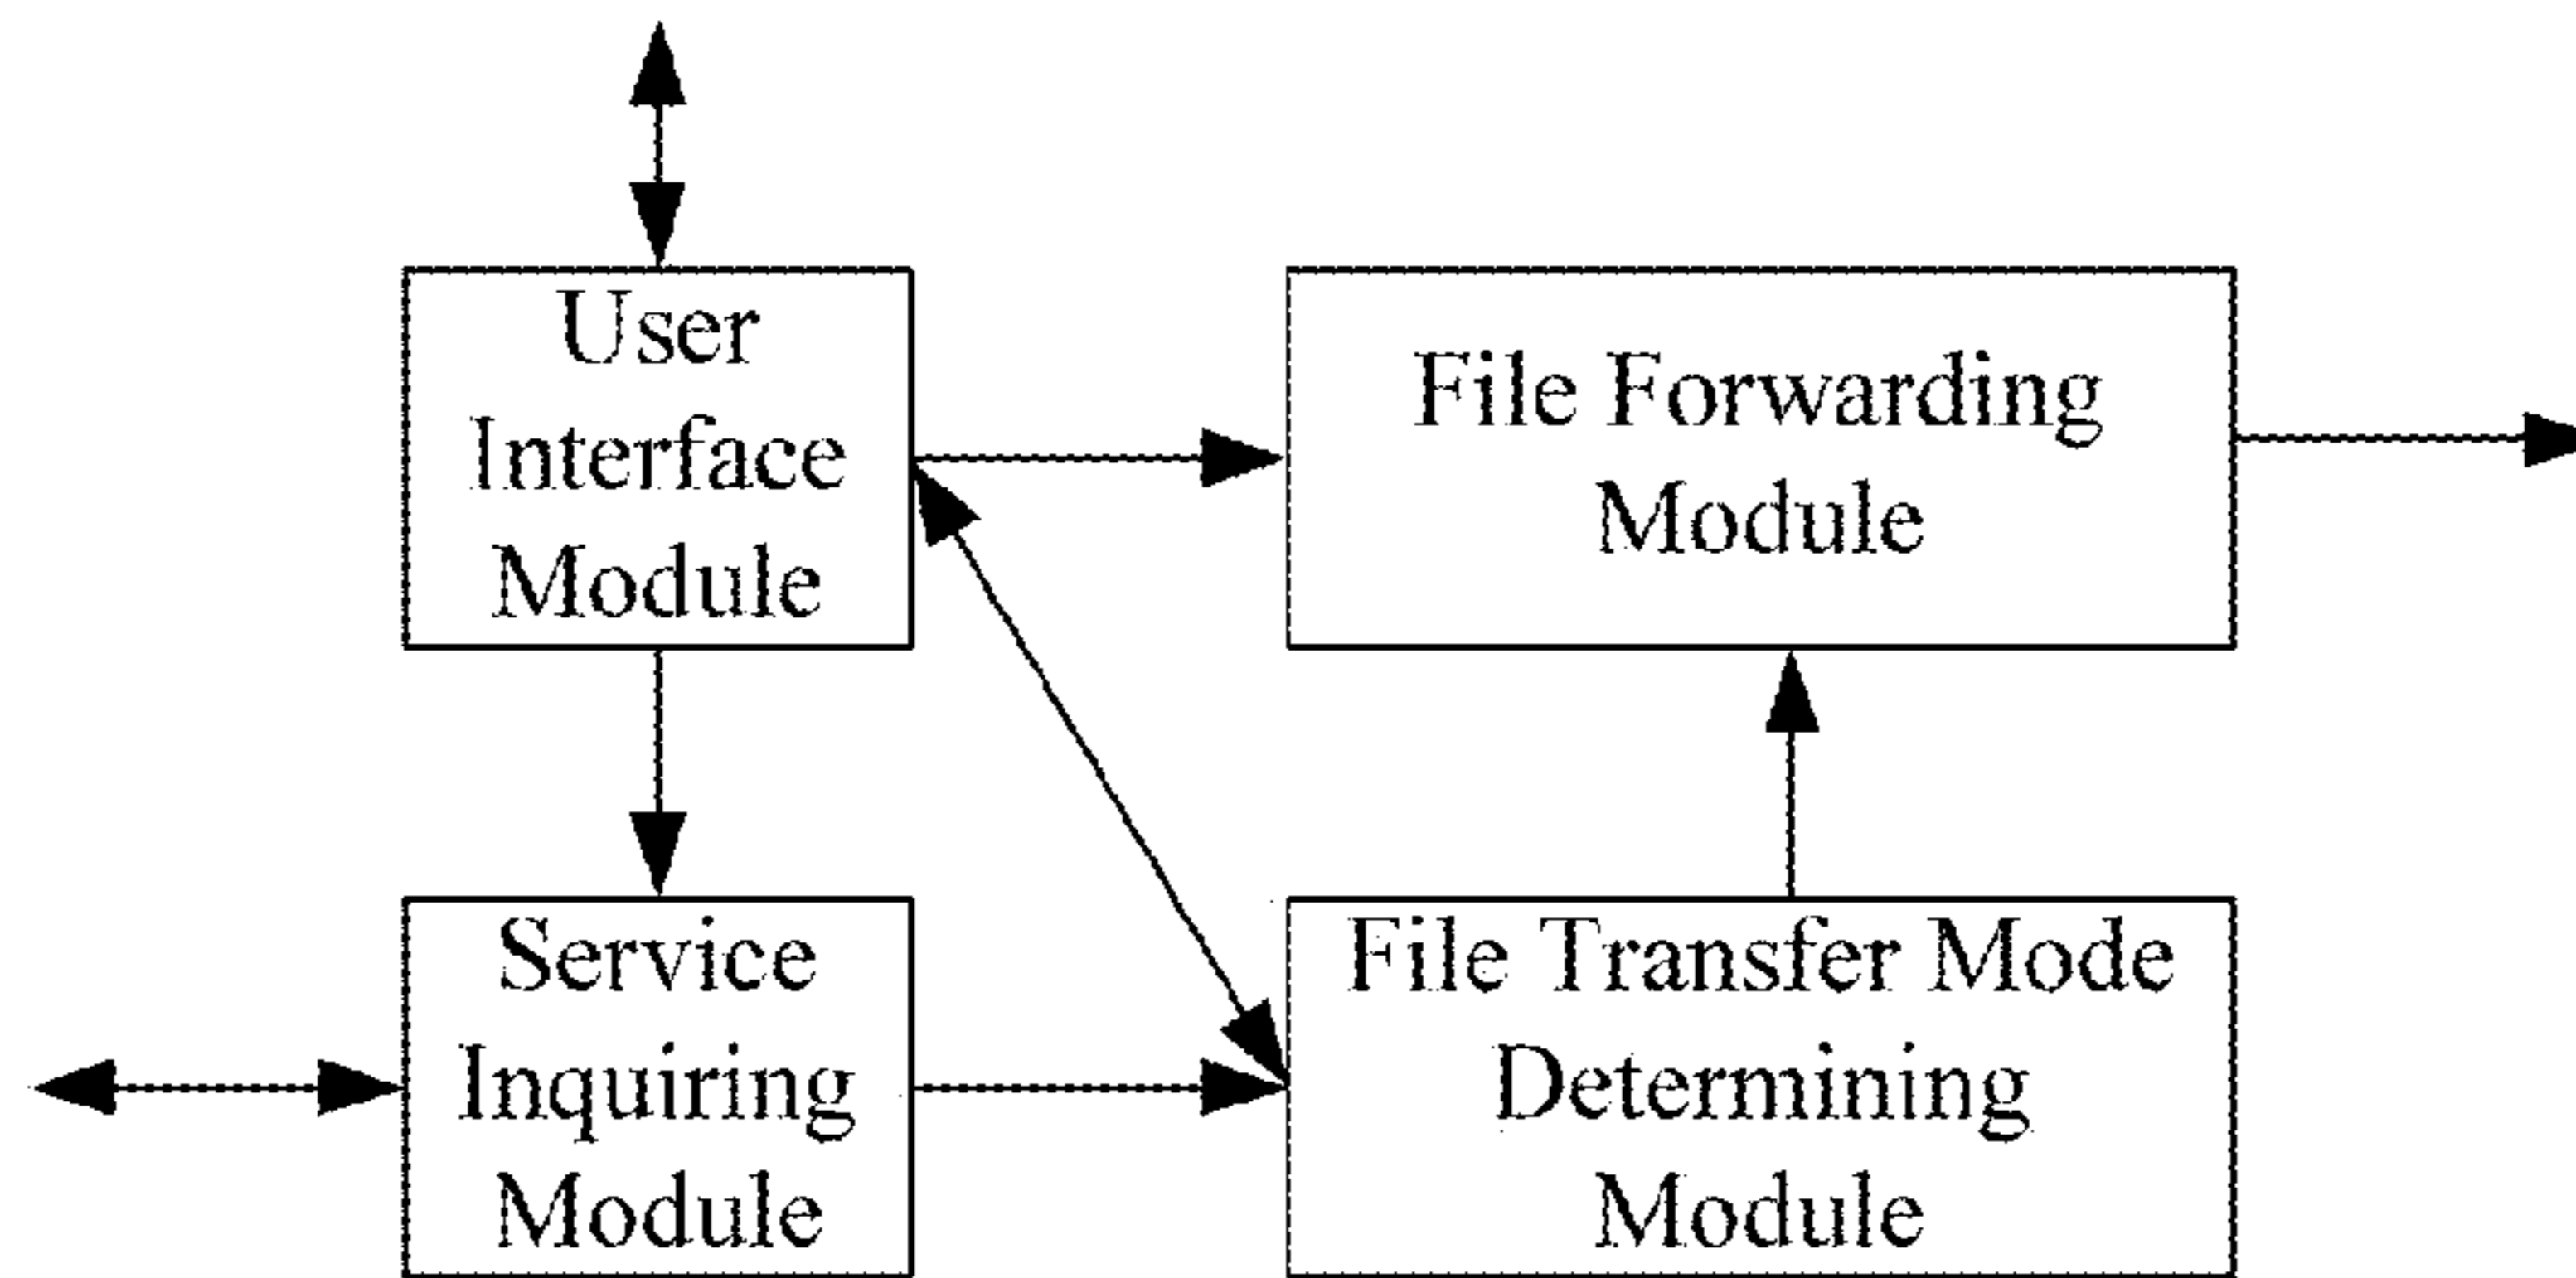 User
Interface
Module
File Forwarding
Module
Service
Inquiring
Module
File Transfer Mode
Determining
Module